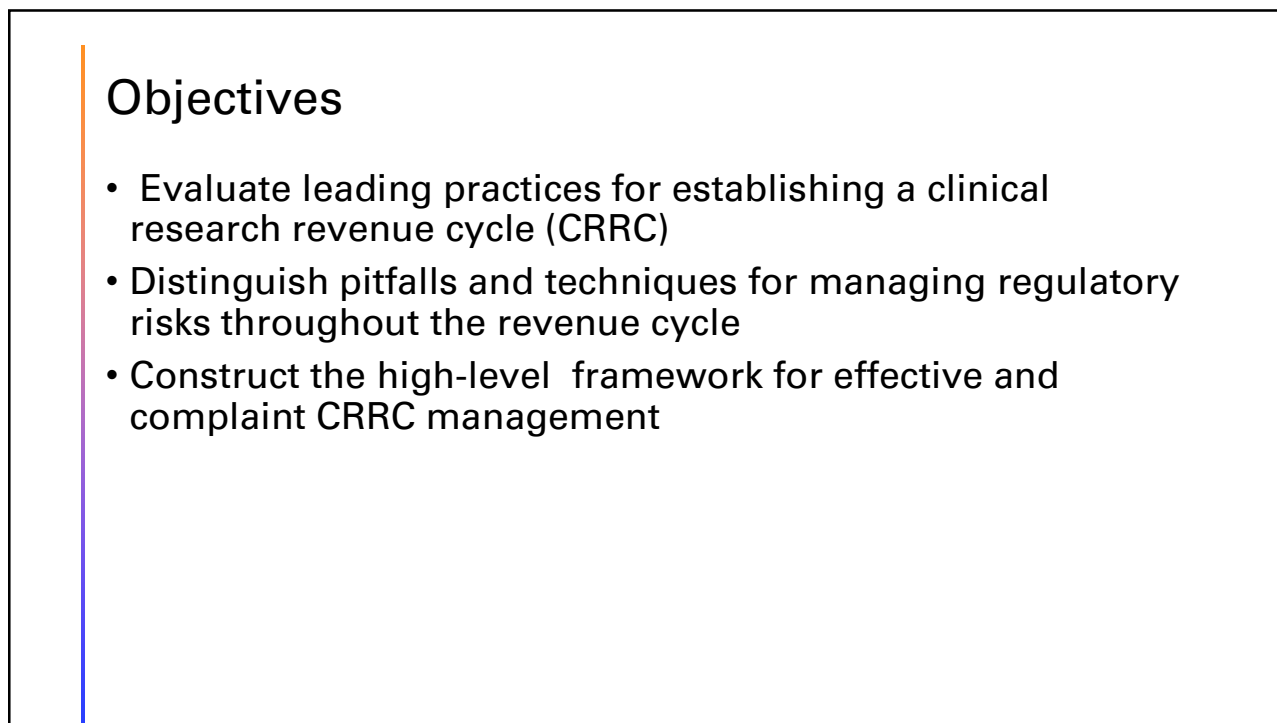 Objectives
• Evaluate leading practices for establishing a clinical
research revenue cycle (CRRC)
• Distinguish pitfalls and techniques for managing regulatory
risks throughout the revenue cycle
• Construct the high-level  framework for effective and
complaint CRRC management